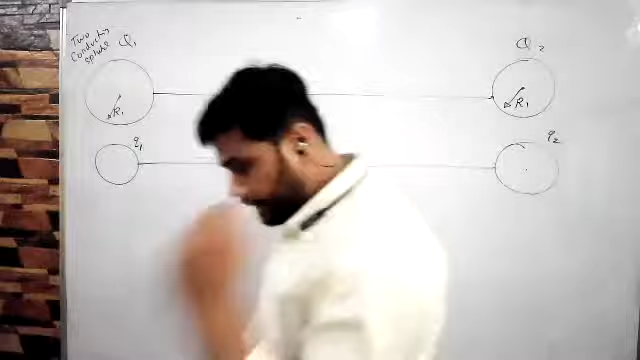 Two
Conducting
sphere
Q₁
Q₂
R₁
R₁
q₁
q₂